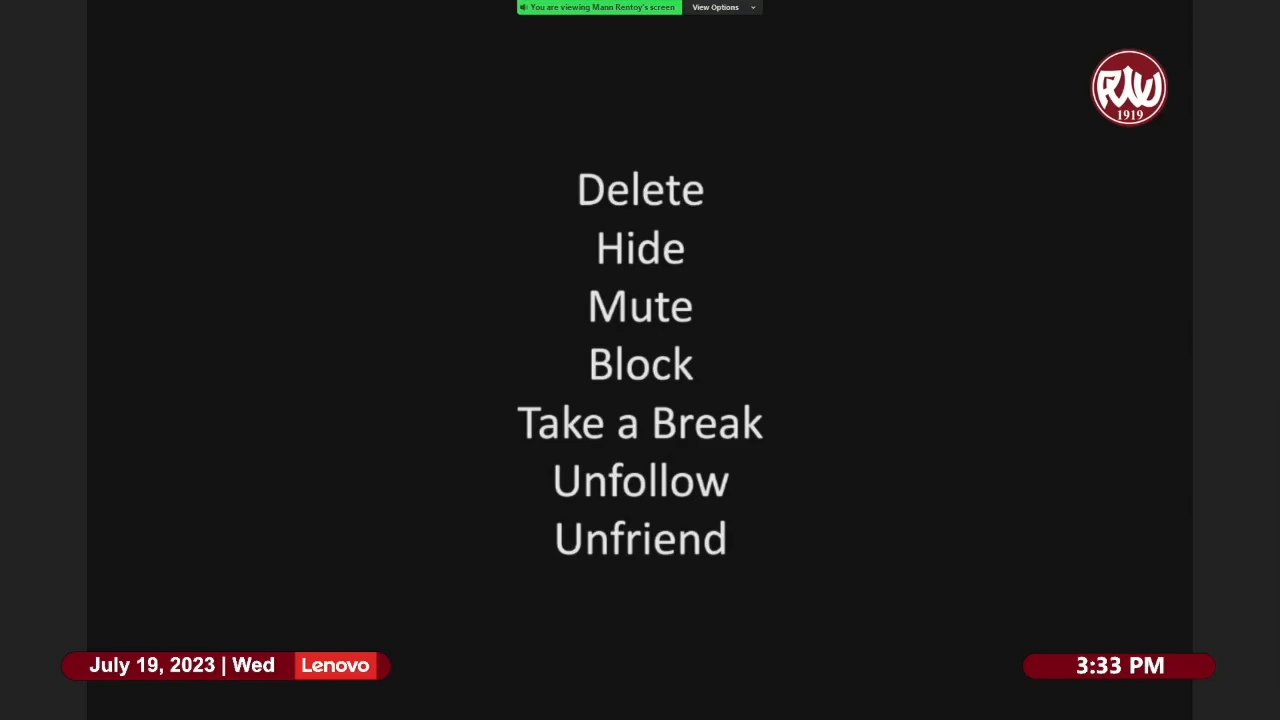 You are viewing Mann Rentoy's screen View Options
1919
Delete
Hide
Mute
Block
Take a Break
Unfollow
Unfriend
July 19, 2023 | Wed Lenovo
3:33 PM